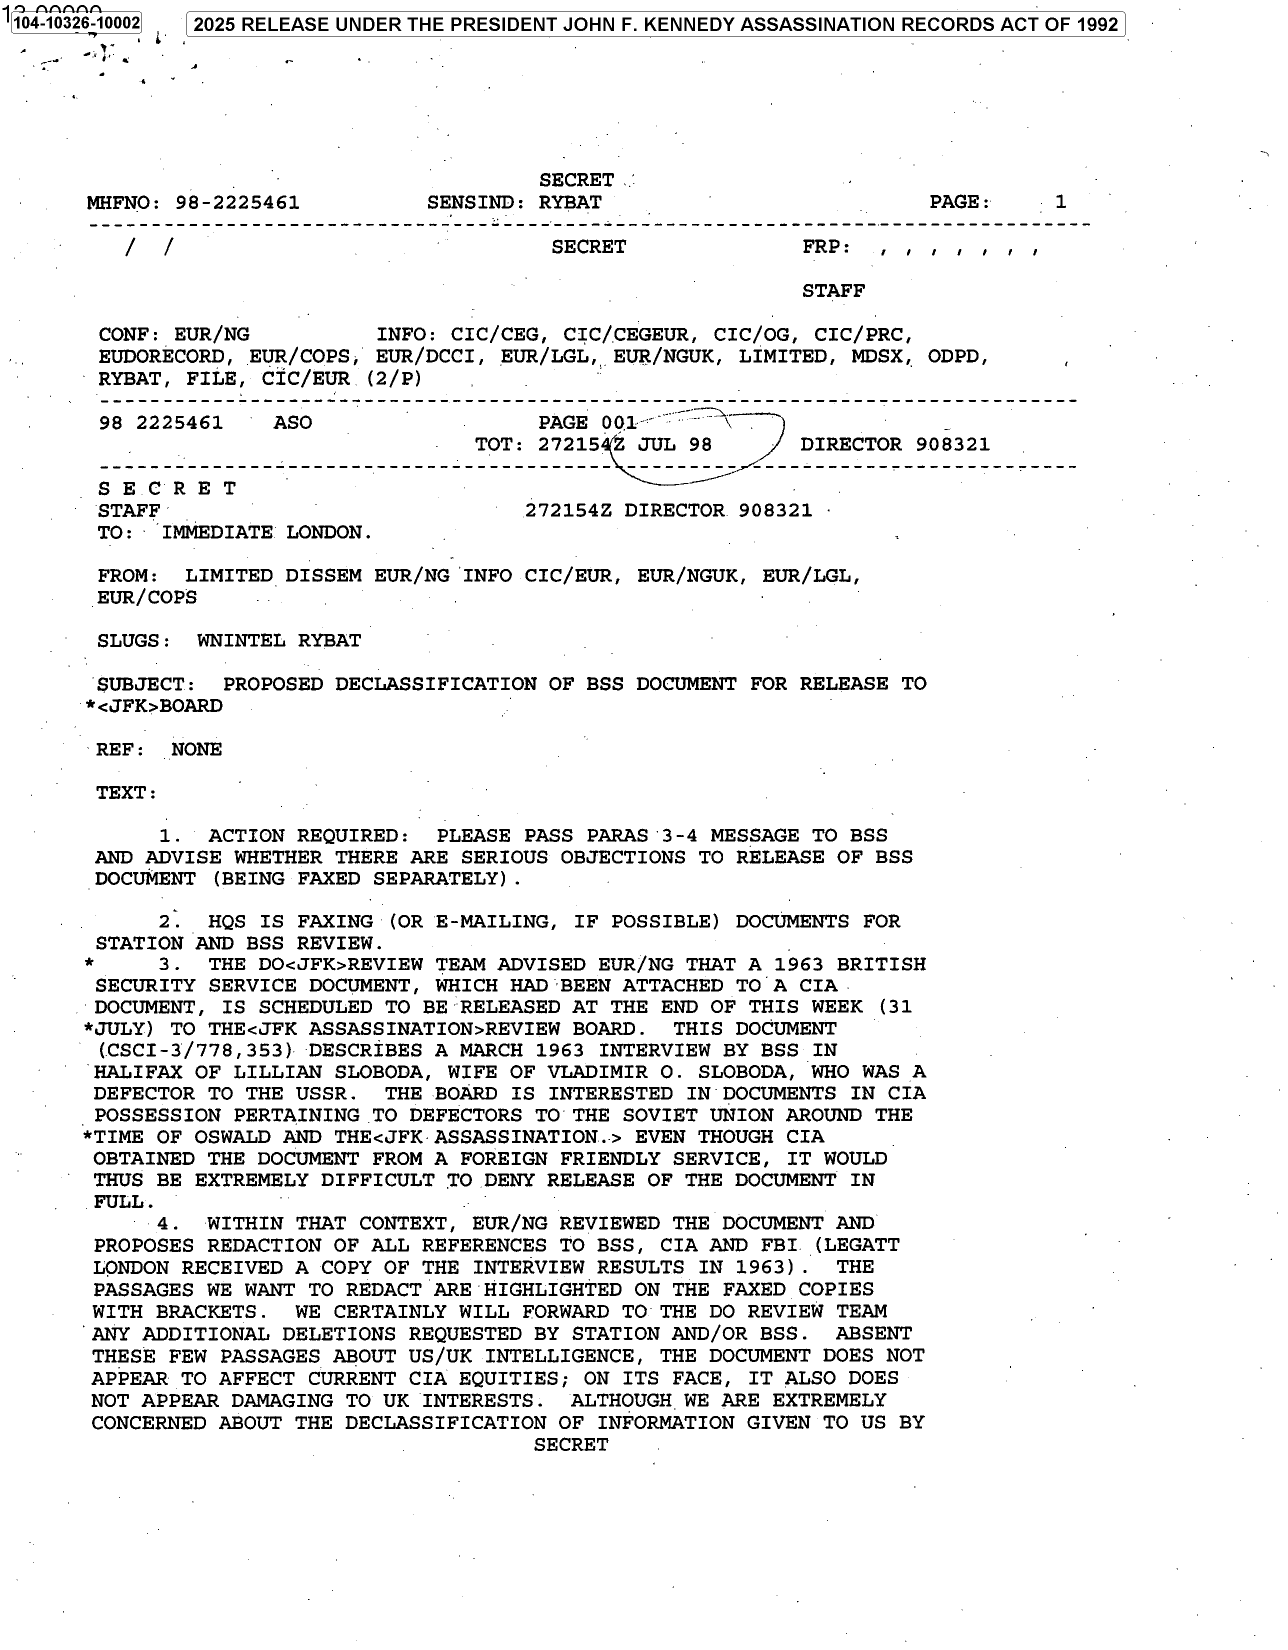 104-10326-10002
2025 RELEASE UNDER THE PRESIDENT JOHN F. KENNEDY ASSASSINATION RECORDS ACT OF 1992
SECRET
MHFNO: 98-2225461 SENSIND: RYBAT PAGE: 1
--------------------------------------------------------------------------------
/ / SECRET FRP: , , , , , , ,
STAFF
CONF: EUR/NG INFO: CIC/CEG, CIC/CEGEUR, CIC/OG, CIC/PRC,
EUDORECORD, EUR/COPS, EUR/DCCI, EUR/LGL, EUR/NGUK, LIMITED, MDSX, ODPD,
RYBAT, FILE, CIC/EUR (2/P)
------------------------------------------------------------------------------
98 2225461 ASO PAGE 001
TOT: 272154Z JUL 98 DIRECTOR 908321
------------------------------------------------------------------------------
S E C R E T
STAFF 272154Z DIRECTOR 908321
TO: IMMEDIATE LONDON.
FROM: LIMITED DISSEM EUR/NG INFO CIC/EUR, EUR/NGUK, EUR/LGL,
EUR/COPS
SLUGS: WNINTEL RYBAT
SUBJECT: PROPOSED DECLASSIFICATION OF BSS DOCUMENT FOR RELEASE TO
*<JFK>BOARD
REF: NONE
TEXT:
1. ACTION REQUIRED: PLEASE PASS PARAS 3-4 MESSAGE TO BSS
AND ADVISE WHETHER THERE ARE SERIOUS OBJECTIONS TO RELEASE OF BSS
DOCUMENT (BEING FAXED SEPARATELY).
2. HQS IS FAXING (OR E-MAILING, IF POSSIBLE) DOCUMENTS FOR
STATION AND BSS REVIEW.
* 3. THE DO<JFK>REVIEW TEAM ADVISED EUR/NG THAT A 1963 BRITISH
SECURITY SERVICE DOCUMENT, WHICH HAD BEEN ATTACHED TO A CIA
DOCUMENT, IS SCHEDULED TO BE RELEASED AT THE END OF THIS WEEK (31
*JULY) TO THE<JFK ASSASSINATION>REVIEW BOARD. THIS DOCUMENT
(CSCI-3/778,353) DESCRIBES A MARCH 1963 INTERVIEW BY BSS IN
HALIFAX OF LILLIAN SLOBODA, WIFE OF VLADIMIR O. SLOBODA, WHO WAS A
DEFECTOR TO THE USSR. THE BOARD IS INTERESTED IN DOCUMENTS IN CIA
POSSESSION PERTAINING TO DEFECTORS TO THE SOVIET UNION AROUND THE
*TIME OF OSWALD AND THE<JFK ASSASSINATION.> EVEN THOUGH CIA
OBTAINED THE DOCUMENT FROM A FOREIGN FRIENDLY SERVICE, IT WOULD
THUS BE EXTREMELY DIFFICULT TO DENY RELEASE OF THE DOCUMENT IN
FULL.
4. WITHIN THAT CONTEXT, EUR/NG REVIEWED THE DOCUMENT AND
PROPOSES REDACTION OF ALL REFERENCES TO BSS, CIA AND FBI (LEGATT
LONDON RECEIVED A COPY OF THE INTERVIEW RESULTS IN 1963). THE
PASSAGES WE WANT TO REDACT ARE HIGHLIGHTED ON THE FAXED COPIES
WITH BRACKETS. WE CERTAINLY WILL FORWARD TO THE DO REVIEW TEAM
ANY ADDITIONAL DELETIONS REQUESTED BY STATION AND/OR BSS. ABSENT
THESE FEW PASSAGES ABOUT US/UK INTELLIGENCE, THE DOCUMENT DOES NOT
APPEAR TO AFFECT CURRENT CIA EQUITIES; ON ITS FACE, IT ALSO DOES
NOT APPEAR DAMAGING TO UK INTERESTS. ALTHOUGH WE ARE EXTREMELY
CONCERNED ABOUT THE DECLASSIFICATION OF INFORMATION GIVEN TO US BY
SECRET